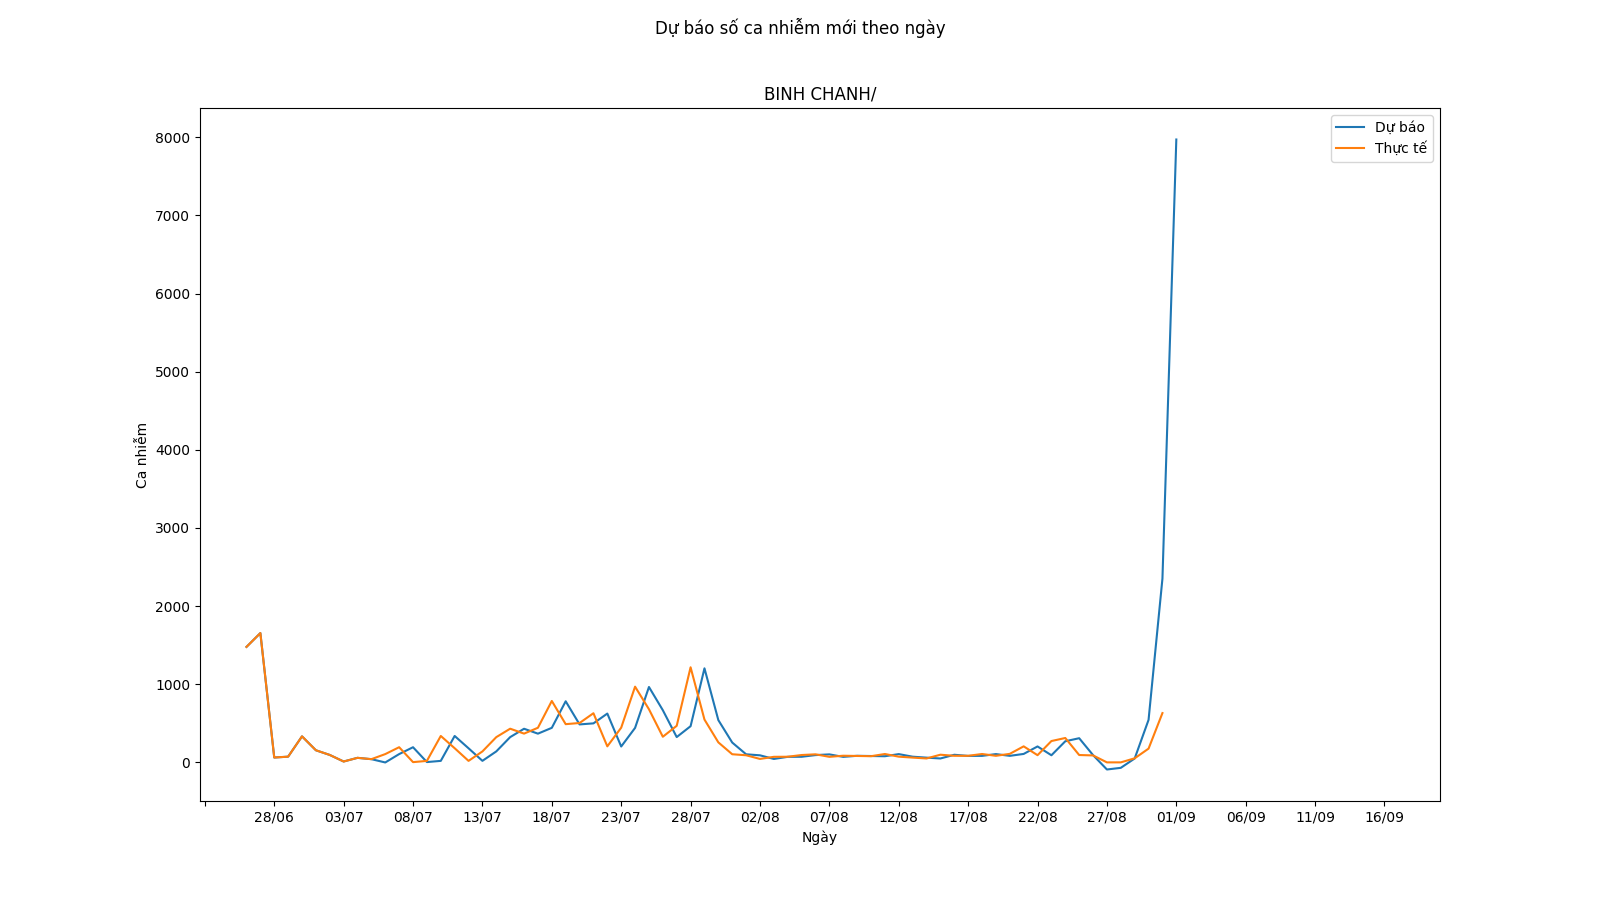 Dự báo số ca nhiễm mới theo ngày
BINH CHANH/
Dự báo
Thực tế
8000
7000
6000
5000
4000
3000
2000
1000
0
Ca nhiễm
28/06 03/07 08/07 13/07 18/07 23/07 28/07 02/08 07/08 12/08 17/08 22/08 27/08 01/09 06/09 11/09 16/09
Ngày